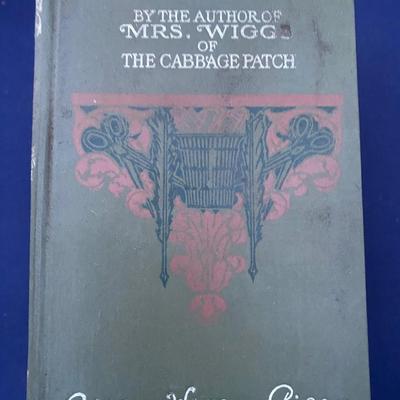 BY THE AUTHOR OF
MRS. WIGGS
OF
THE CABBAGE PATCH